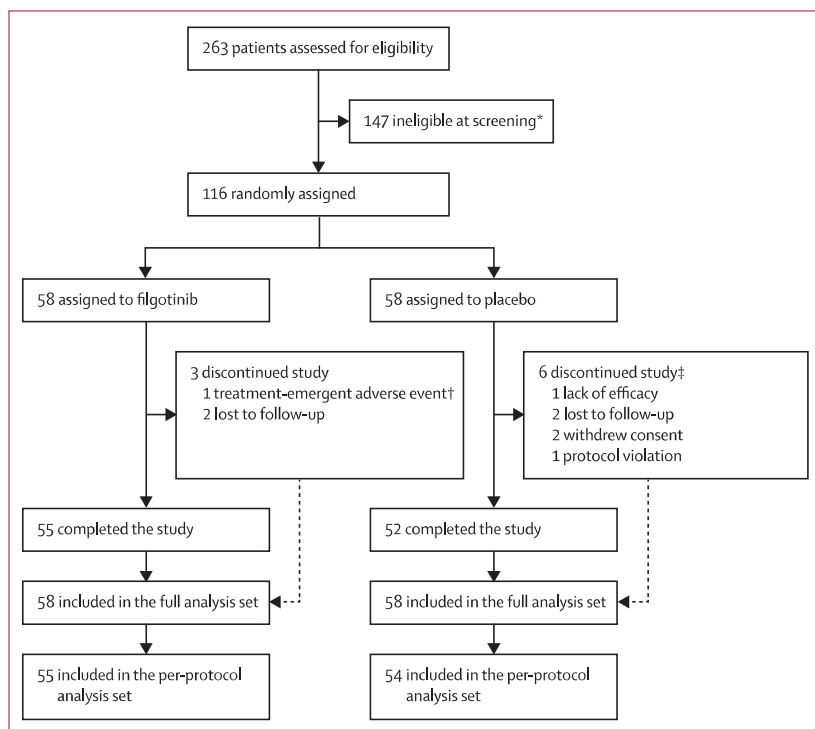 263 patients assessed for eligibility
147 ineligible at screening*
116 randomly assigned
58 assigned to filgotinib
58 assigned to placebo
3 discontinued study
1 treatment-emergent adverse event†
2 lost to follow-up
6 discontinued study‡
1 lack of efficacy
2 lost to follow-up
2 withdrew consent
1 protocol violation
55 completed the study
52 completed the study
58 included in the full analysis set
58 included in the full analysis set
55 included in the per-protocol
analysis set
54 included in the per-protocol
analysis set